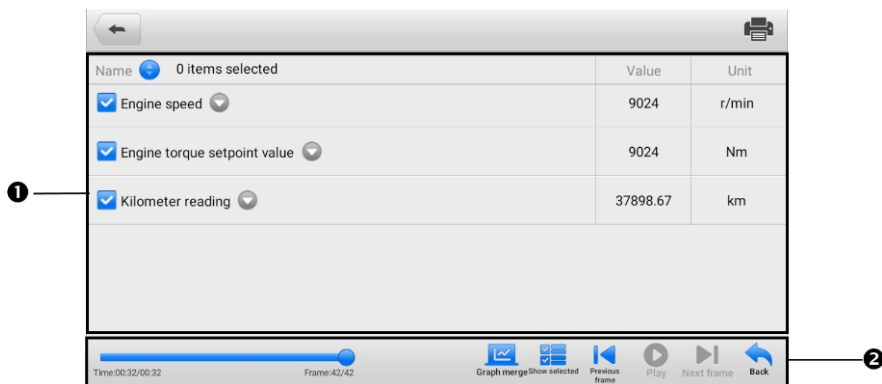 Name 0 items selected Value Unit
Engine speed 9024 r/min
Engine torque setpoint value 9024 Nm
❶
Kilometer reading 37898.67 km
❷
Time:00:32/00:32 Frame:42/42 Graph merge Show selected Previous frame Play Next frame Back